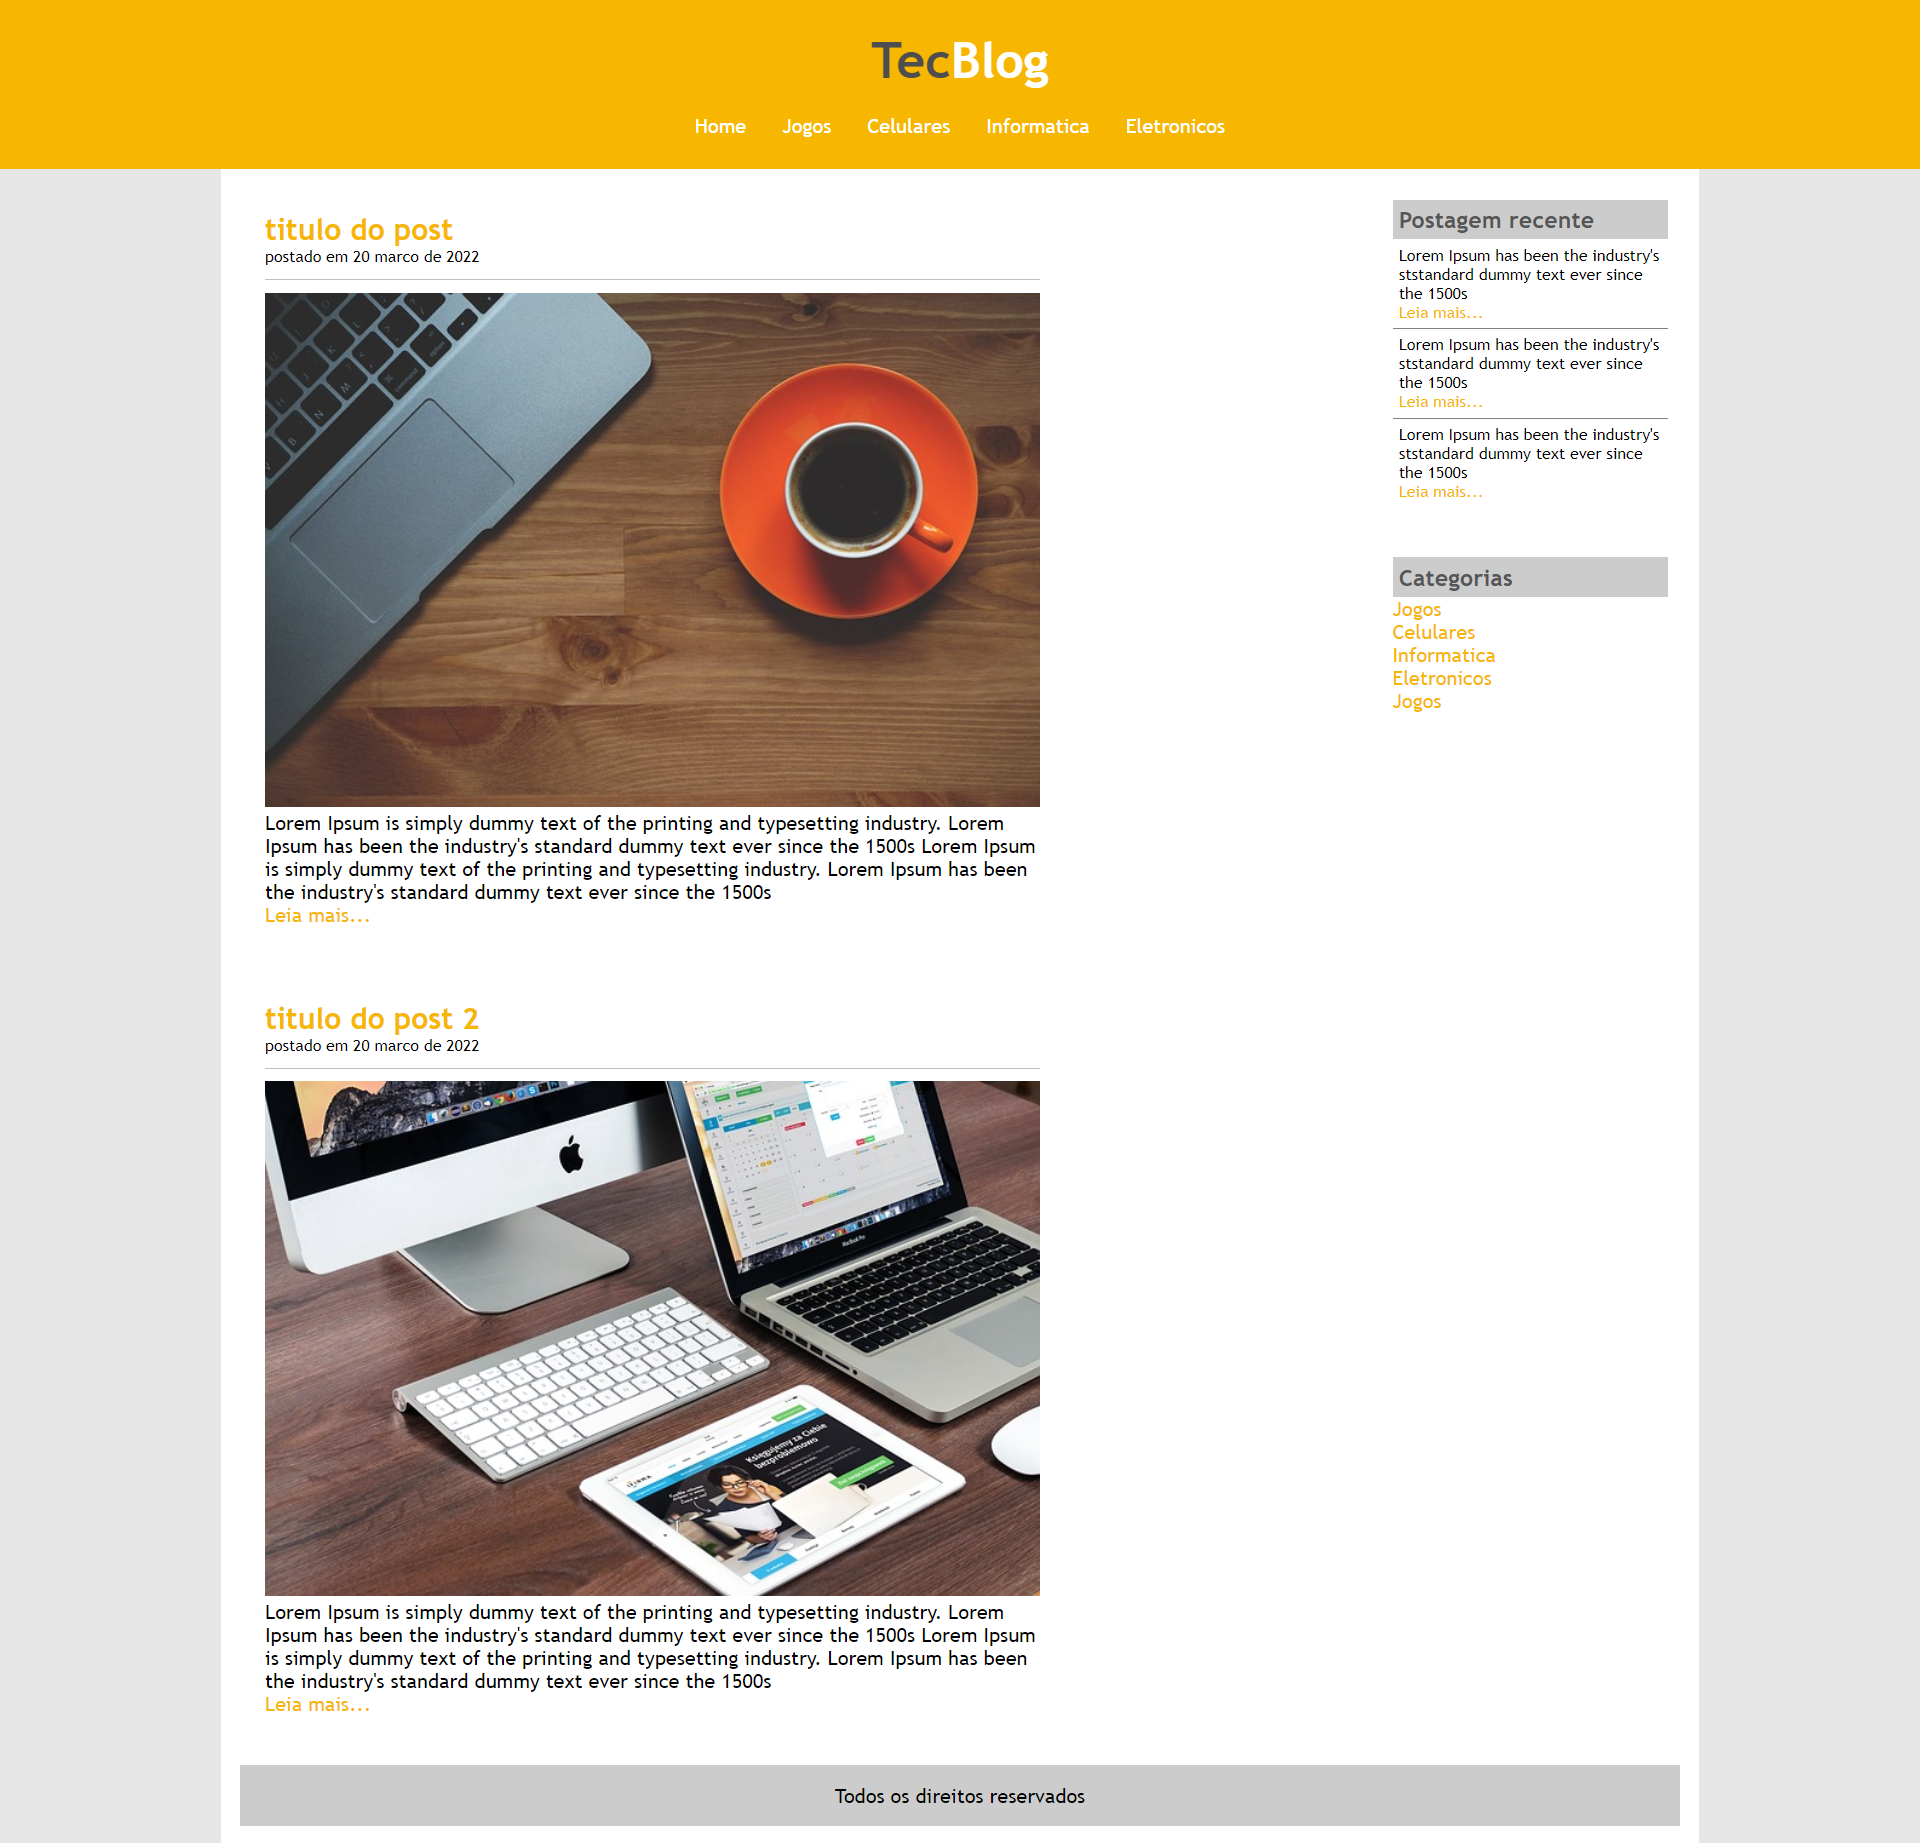 TecBlog
Home Jogos Celulares Informatica Eletronicos
titulo do post
postado em 20 marco de 2022
option
command
Lorem Ipsum is simply dummy text of the printing and typesetting industry. Lorem
Ipsum has been the industry's standard dummy text ever since the 1500s Lorem Ipsum
is simply dummy text of the printing and typesetting industry. Lorem Ipsum has been
the industry's standard dummy text ever since the 1500s
Leia mais...
titulo do post 2
postado em 20 marco de 2022
MacBook Pro
Księgujemy za Ciebie
bezproblemowo
Lorem Ipsum is simply dummy text of the printing and typesetting industry. Lorem
Ipsum has been the industry's standard dummy text ever since the 1500s Lorem Ipsum
is simply dummy text of the printing and typesetting industry. Lorem Ipsum has been
the industry's standard dummy text ever since the 1500s
Leia mais...
Postagem recente
Lorem Ipsum has been the industry's
ststandard dummy text ever since
the 1500s
Leia mais...
Lorem Ipsum has been the industry's
ststandard dummy text ever since
the 1500s
Leia mais...
Lorem Ipsum has been the industry's
ststandard dummy text ever since
the 1500s
Leia mais...
Categorias
Jogos
Celulares
Informatica
Eletronicos
Jogos
Todos os direitos reservados